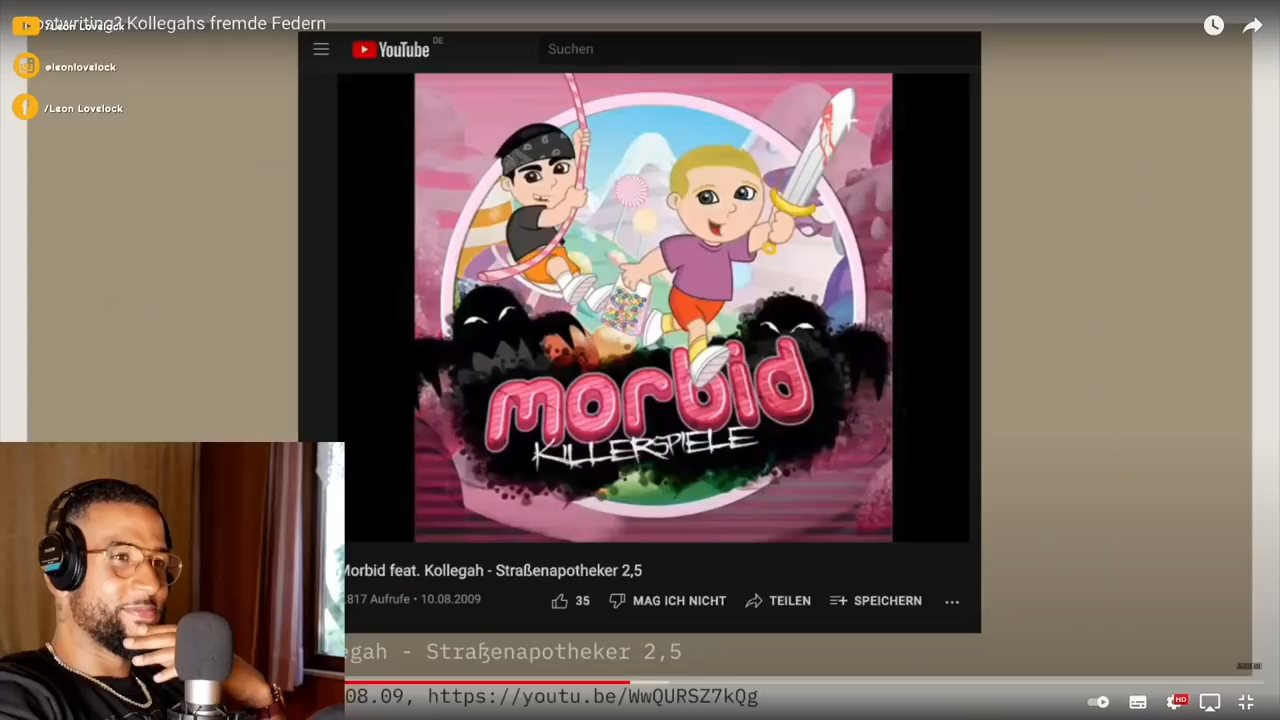 ostwriting? Kollegahs fremde Federn
/Leon Lovelock
@leonlovelock
/Leon Lovelock
YouTube DE
Suchen
morbid
KILLERSPIELE
Morbid feat. Kollegah - Straßenapotheker 2,5
817 Aufrufe • 10.08.2009
35
MAG ICH NICHT
TEILEN
SPEICHERN
egah - Straßenapotheker 2,5
08.09, https://youtu.be/WwQURSZ7kQg
HD